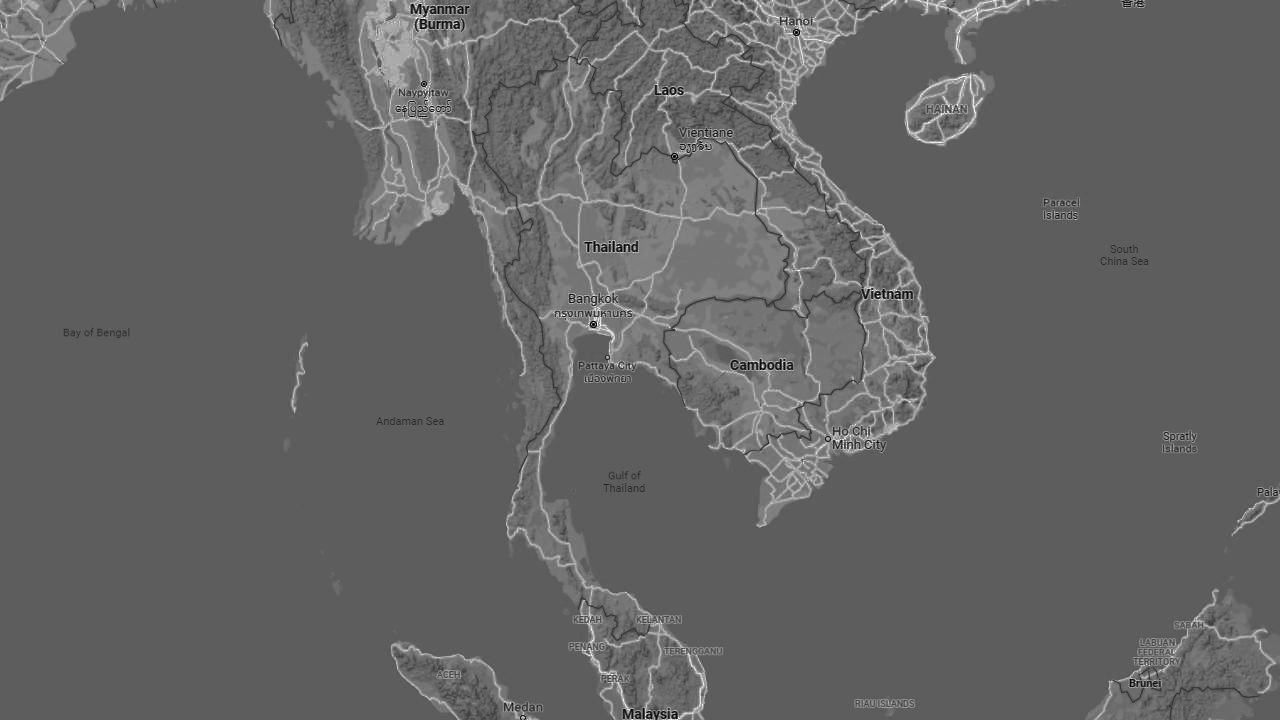 Myanmar
(Burma)
香港
Hanoi
Naypyitaw
နေပြည်တော်
Laos
HAINAN
Vientiane
ວຽງຈັນ
Paracel
Islands
South
China Sea
Thailand
Vietnam
Bangkok
กรุงเทพมหานคร
Bay of Bengal
Pattaya City
เมืองพัทยา
Cambodia
Andaman Sea
Ho Chi
Minh City
Spratly
Islands
Gulf of
Thailand
KEDAH
KELANTAN
SABAH
PENANG
TERENGGANU
LABUAN
FEDERAL
TERRITORY
ACEH
PERAK
Brunei
Medan
Malaysia
RIAU ISLANDS